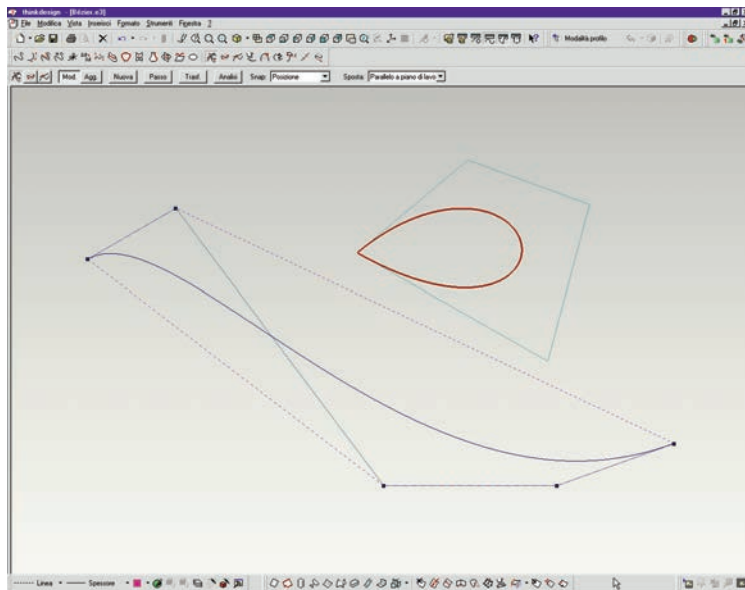 thinkdesign - [Bézier.e3]
File Modifica Vista Inserisci Formato Strumenti Finestra ?
Modalità profilo
Mod. Agg. Nuova Passo Trasl. Analisi Snap: Posizione Sposta: Parallelo a piano di lavo
Linea Spessore